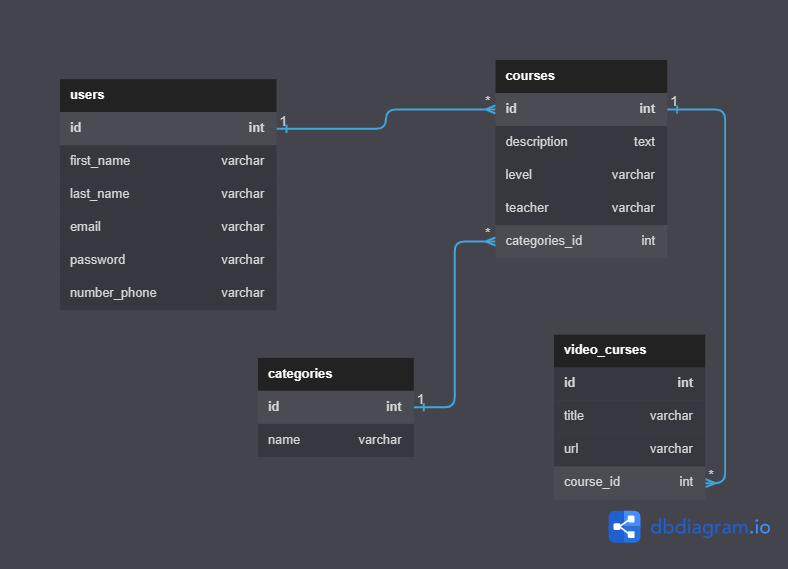 users
id int
first_name varchar
last_name varchar
email varchar
password varchar
number_phone varchar
1
*
courses
id int
description text
level varchar
teacher varchar
categories_id int
1
*
categories
id int
name varchar
1
video_curses
id int
title varchar
url varchar
course_id int
*
dbdiagram.io